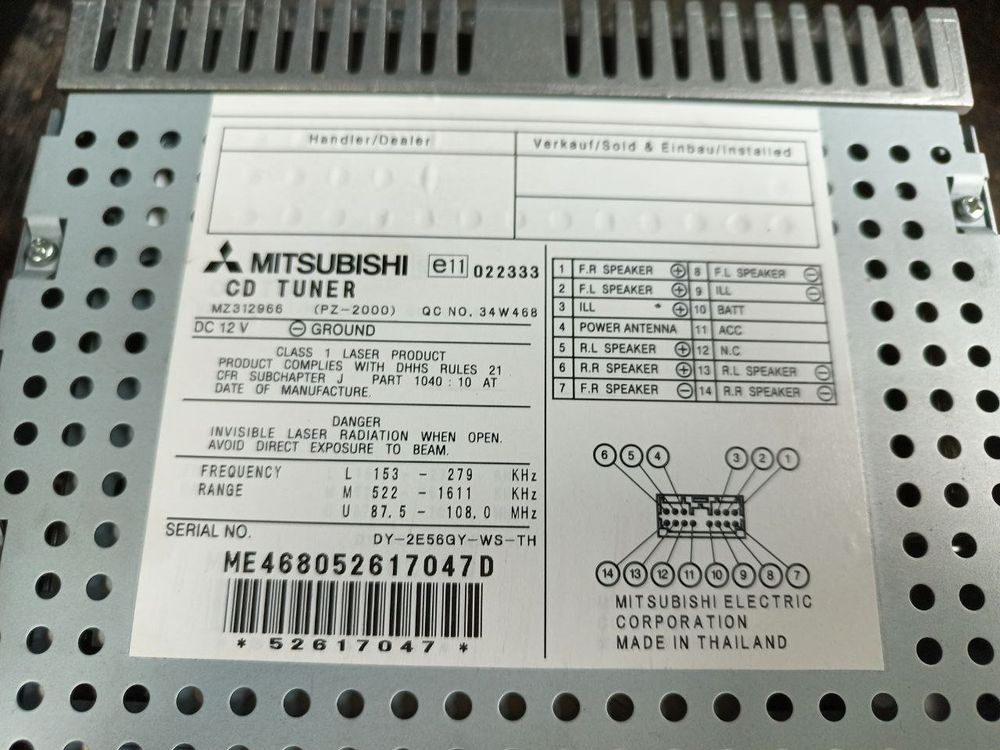 Händler/Dealer
Verkauf/Sold & Einbau/Installed
MITSUBISHI e11 022333
CD TUNER
MZ312966 (PZ-2000) QC NO. 34W468
DC 12 V ⊖ GROUND
CLASS 1 LASER PRODUCT
PRODUCT COMPLIES WITH DHHS RULES 21
CFR SUBCHAPTER J PART 1040 : 10 AT
DATE OF MANUFACTURE.
DANGER
INVISIBLE LASER RADIATION WHEN OPEN.
AVOID DIRECT EXPOSURE TO BEAM.
FREQUENCY L 153 - 279 KHz
RANGE M 522 - 1611 KHz
U 87.5 - 108.0 MHz
SERIAL NO. DY-2E56GY-WS-TH
ME468052617047D
* 52617047 *
1 F.R SPEAKER ⊕ 8 F.L SPEAKER ⊖
2 F.L SPEAKER ⊕ 9 ILL ⊖
3 ILL * ⊕ 10 BATT
4 POWER ANTENNA 11 ACC
5 R.L SPEAKER ⊕ 12 N.C
6 R.R SPEAKER ⊕ 13 R.L SPEAKER ⊖
7 F.R SPEAKER ⊖ 14 R.R SPEAKER ⊖
6 5 4 3 2 1
14 13 12 11 10 9 8 7
MITSUBISHI ELECTRIC
CORPORATION
MADE IN THAILAND